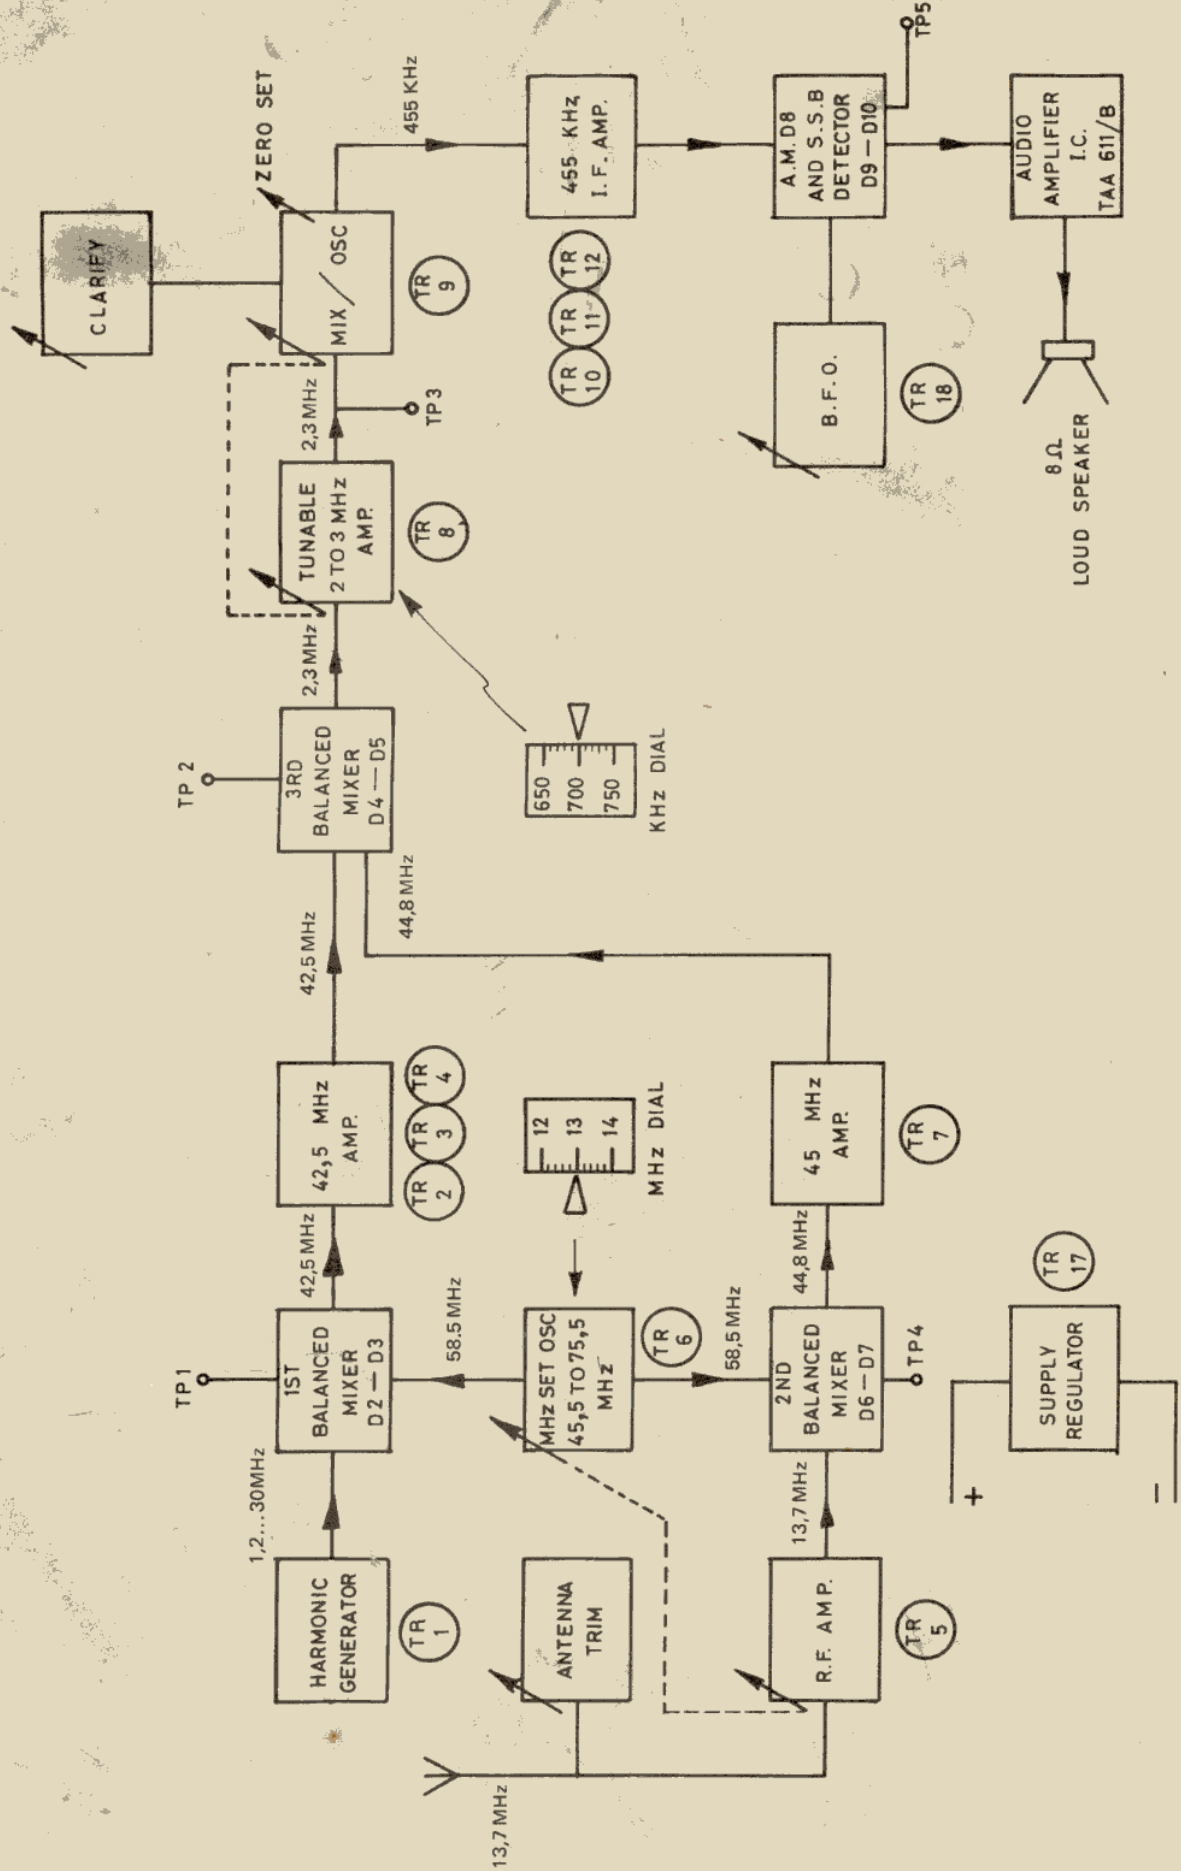 CLARIFY
ZERO SET
TP1
1,2...30MHz
HARMONIC
GENERATOR
TR
1
1ST
BALANCED
MIXER
D2 — D3
42,5 MHz
42,5 MHz
AMP.
TR
2
TR
3
TR
4
42,5 MHz
TP 2
3RD
BALANCED
MIXER
D4 — D5
44,8 MHz
2,3 MHz
TUNABLE
2 TO 3 MHz
AMP.
TR
8
2,3 MHz
TP3
MIX / OSC
TR
9
455 KHz
13,7 MHz
ANTENNA
TRIM
58.5 MHz
MHz SET OSC
45,5 TO 75,5
MHz
TR
6
12
13
14
MHz DIAL
650
700
750
KHz DIAL
TR
10
TR
11
TR
12
455 KHz
I.F. AMP.
R.F. AMP.
TR
5
13,7 MHz
58,5 MHz
2ND
BALANCED
MIXER
D6 — D7
TP4
44,8 MHz
45 MHz
AMP.
TR
7
B.F.O.
TR
18
A.M. D8
AND S.S.B
DETECTOR
D9 — D10
TP5
+
−
SUPPLY
REGULATOR
TR
17
8Ω
LOUD SPEAKER
AUDIO
AMPLIFIER
I.C.
TAA 611/B